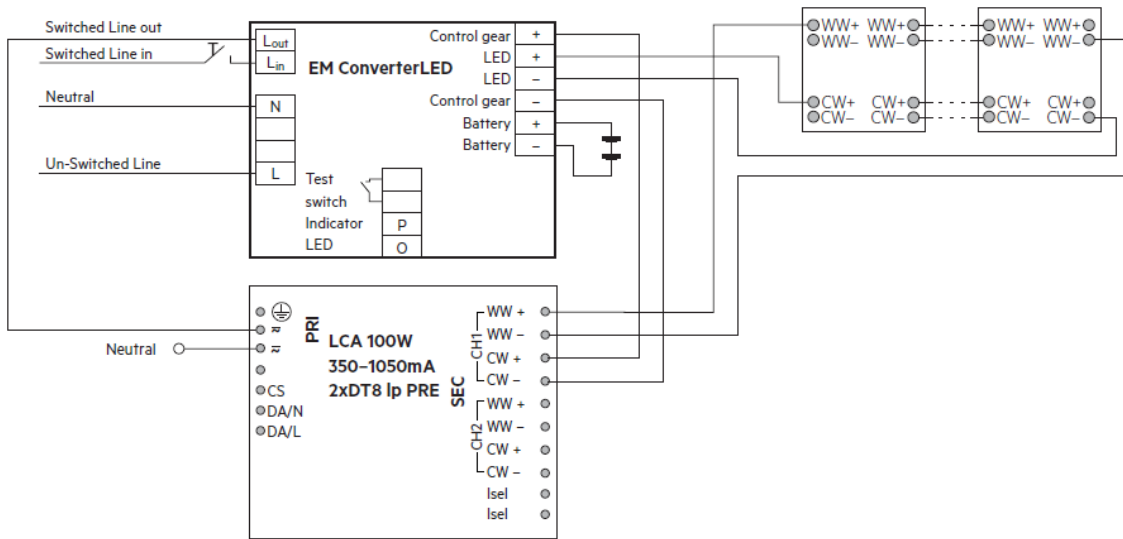 Switched Line out
Switched Line in
Neutral
Un-Switched Line
Lout
Lin
N
L
EM ConverterLED
Control gear +
LED +
LED −
Control gear −
Battery +
Battery −
Test
switch
Indicator P
LED O
WW+ WW+ WW+ WW+
WW− WW− WW− WW−
CW+ CW+ CW+ CW+
CW− CW− CW− CW−
Neutral
PRI
LCA 100W
350–1050mA
2xDT8 lp PRE
SEC
CS
DA/N
DA/L
CH1
WW +
WW −
CW +
CW −
CH2
WW +
WW −
CW +
CW −
Isel
Isel